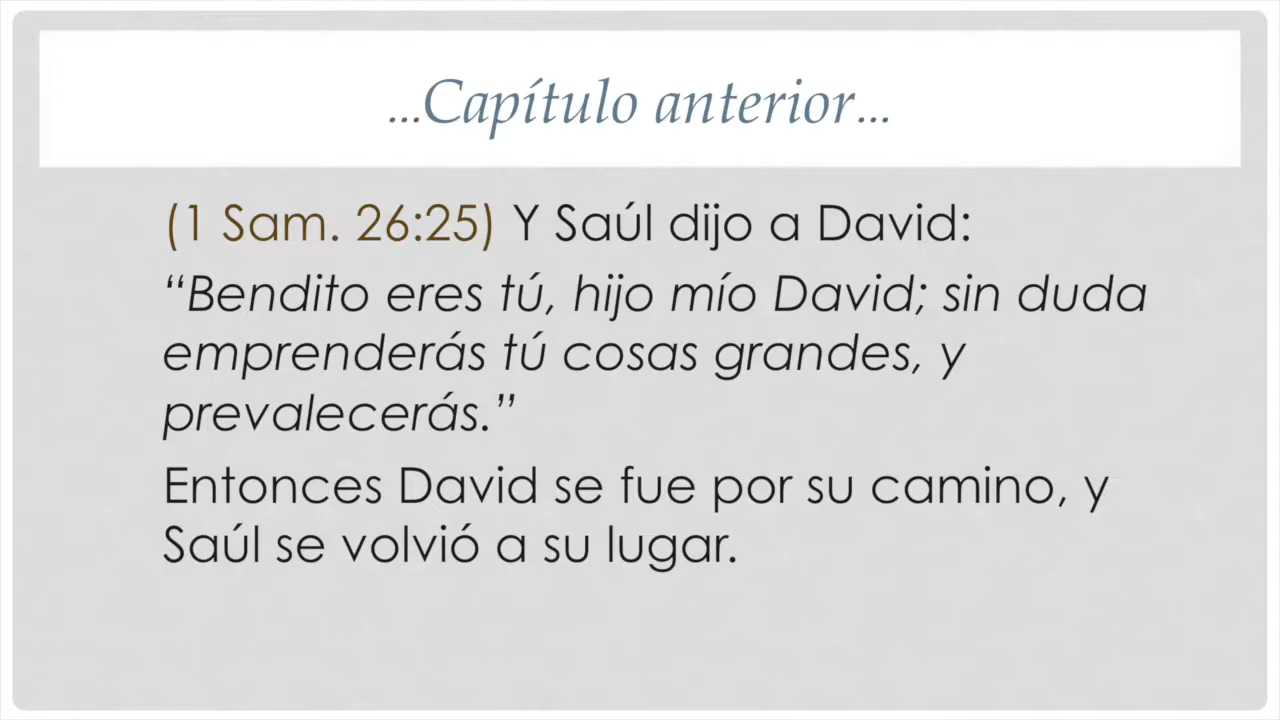 ...Capítulo anterior...
(1 Sam. 26:25) Y Saúl dijo a David:
“Bendito eres tú, hijo mío David; sin duda
emprenderás tú cosas grandes, y
prevalecerás.”
Entonces David se fue por su camino, y
Saúl se volvió a su lugar.